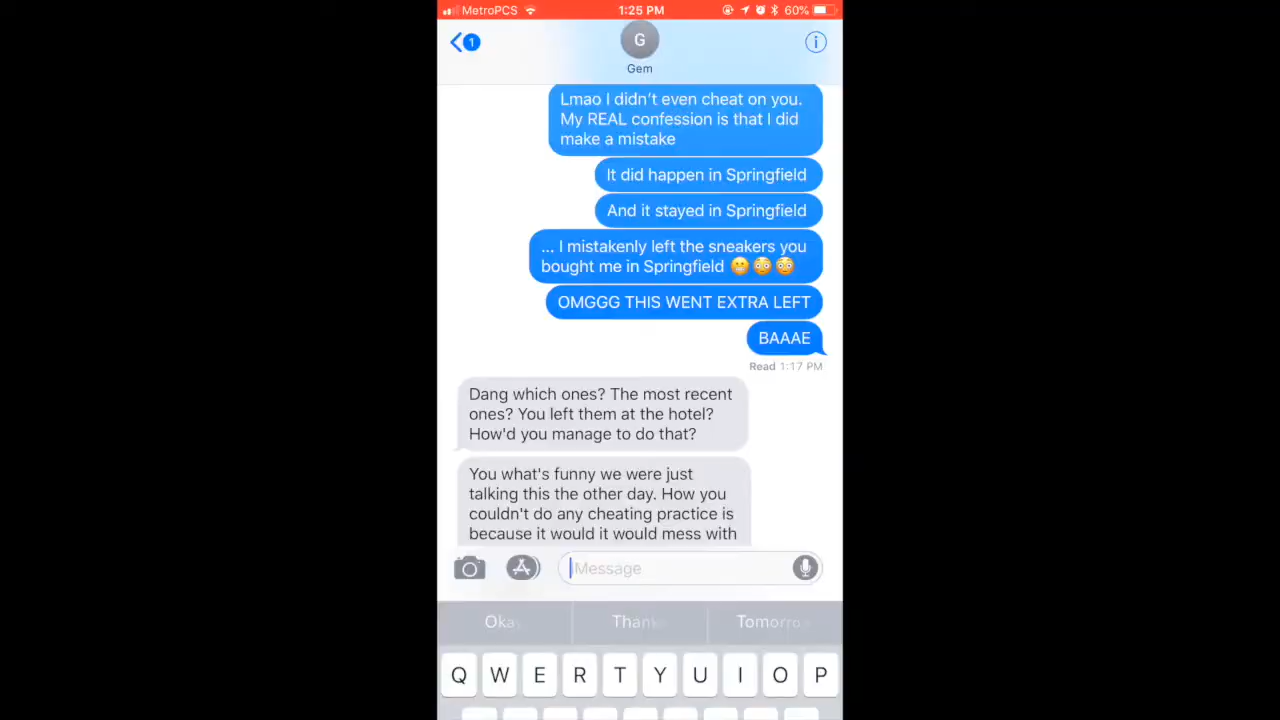 MetroPCS 1:25 PM 60%
1
G
Gem
Lmao I didn't even cheat on you.
My REAL confession is that I did
make a mistake
It did happen in Springfield
And it stayed in Springfield
... I mistakenly left the sneakers you
bought me in Springfield 😬😳😳
OMGGG THIS WENT EXTRA LEFT
BAAAE
Read 1:17 PM
Dang which ones? The most recent
ones? You left them at the hotel?
How'd you manage to do that?
You what's funny we were just
talking this the other day. How you
couldn't do any cheating practice is
because it would it would mess with
Message
Okay Thanks Tomorrow
Q W E R T Y U I O P